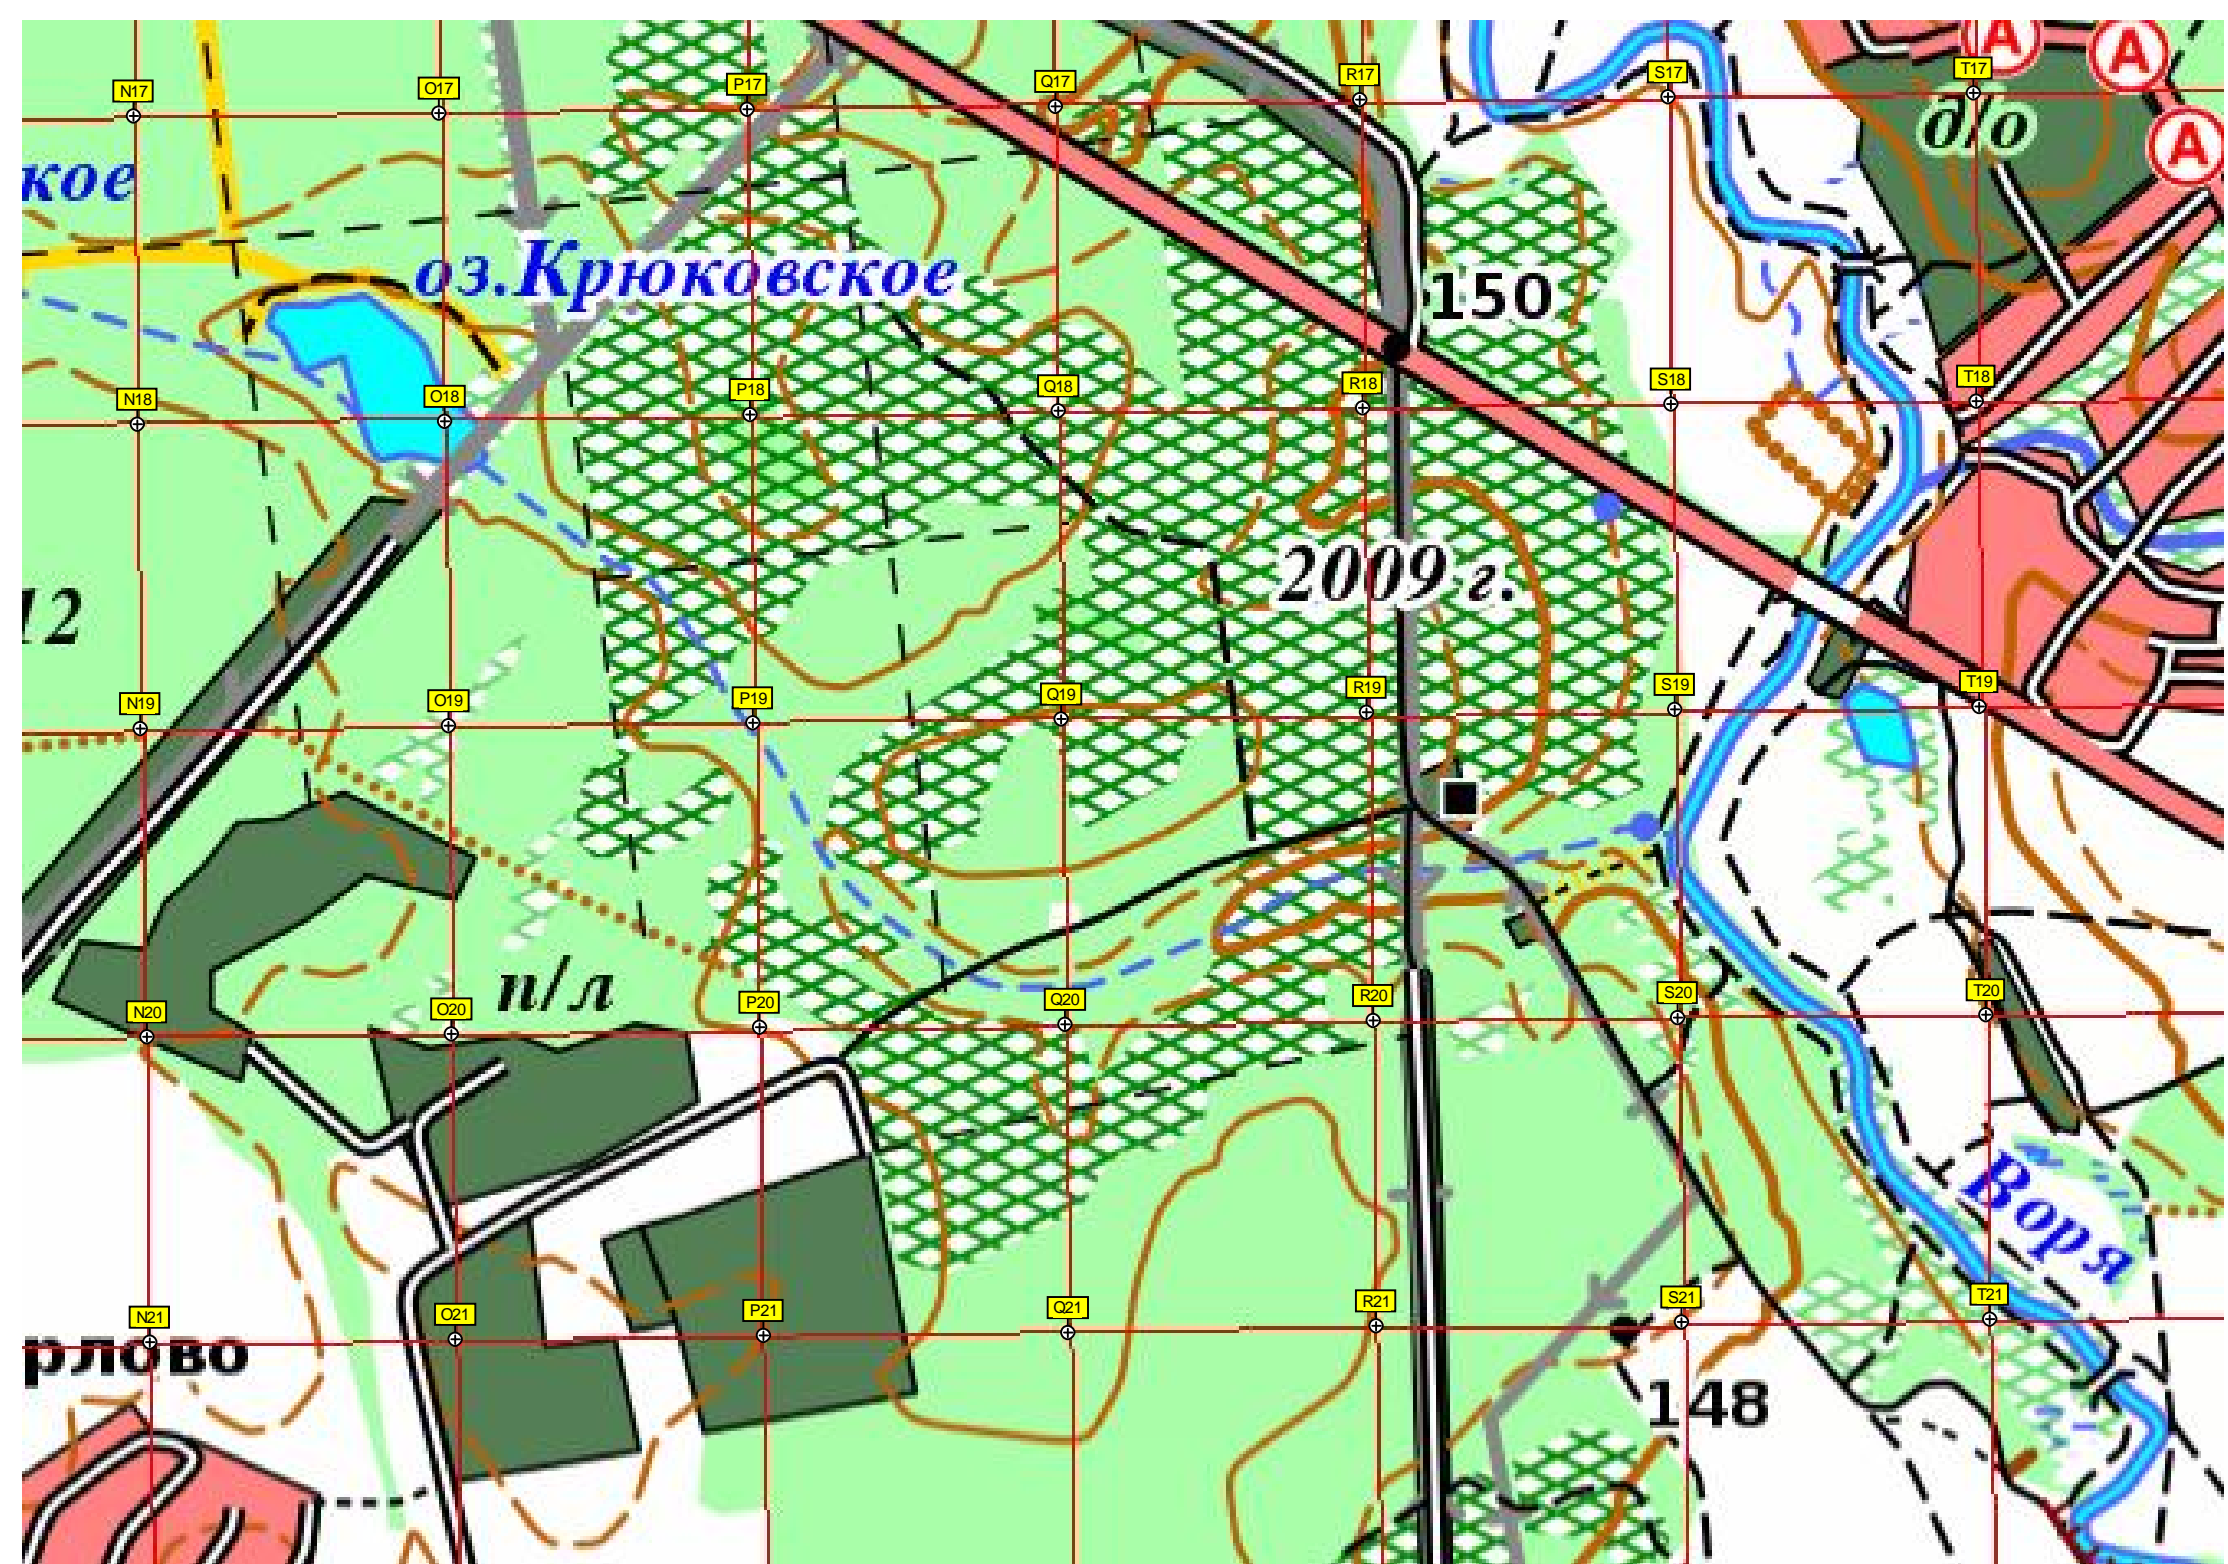 A
A
T17
S17
R17
Q17
P17
O17
N17
д/о
A
кое
оз.Крюковское
150
T18
S18
R18
Q18
P18
O18
N18
2009 г.
12
T19
S19
R19
Q19
P19
O19
N19
п/л
T20
S20
R20
Q20
P20
O20
N20
Воря
T21
S21
R21
Q21
P21
O21
N21
рлово
148